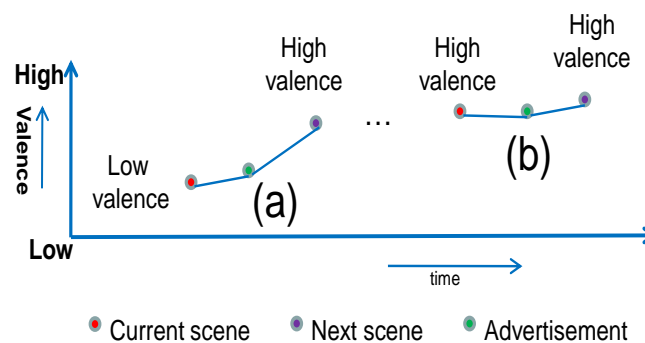 High
valence
High
valence
High
valence
High
Valence
...
(b)
Low
valence
(a)
Low
time
Current scene
Next scene
Advertisement